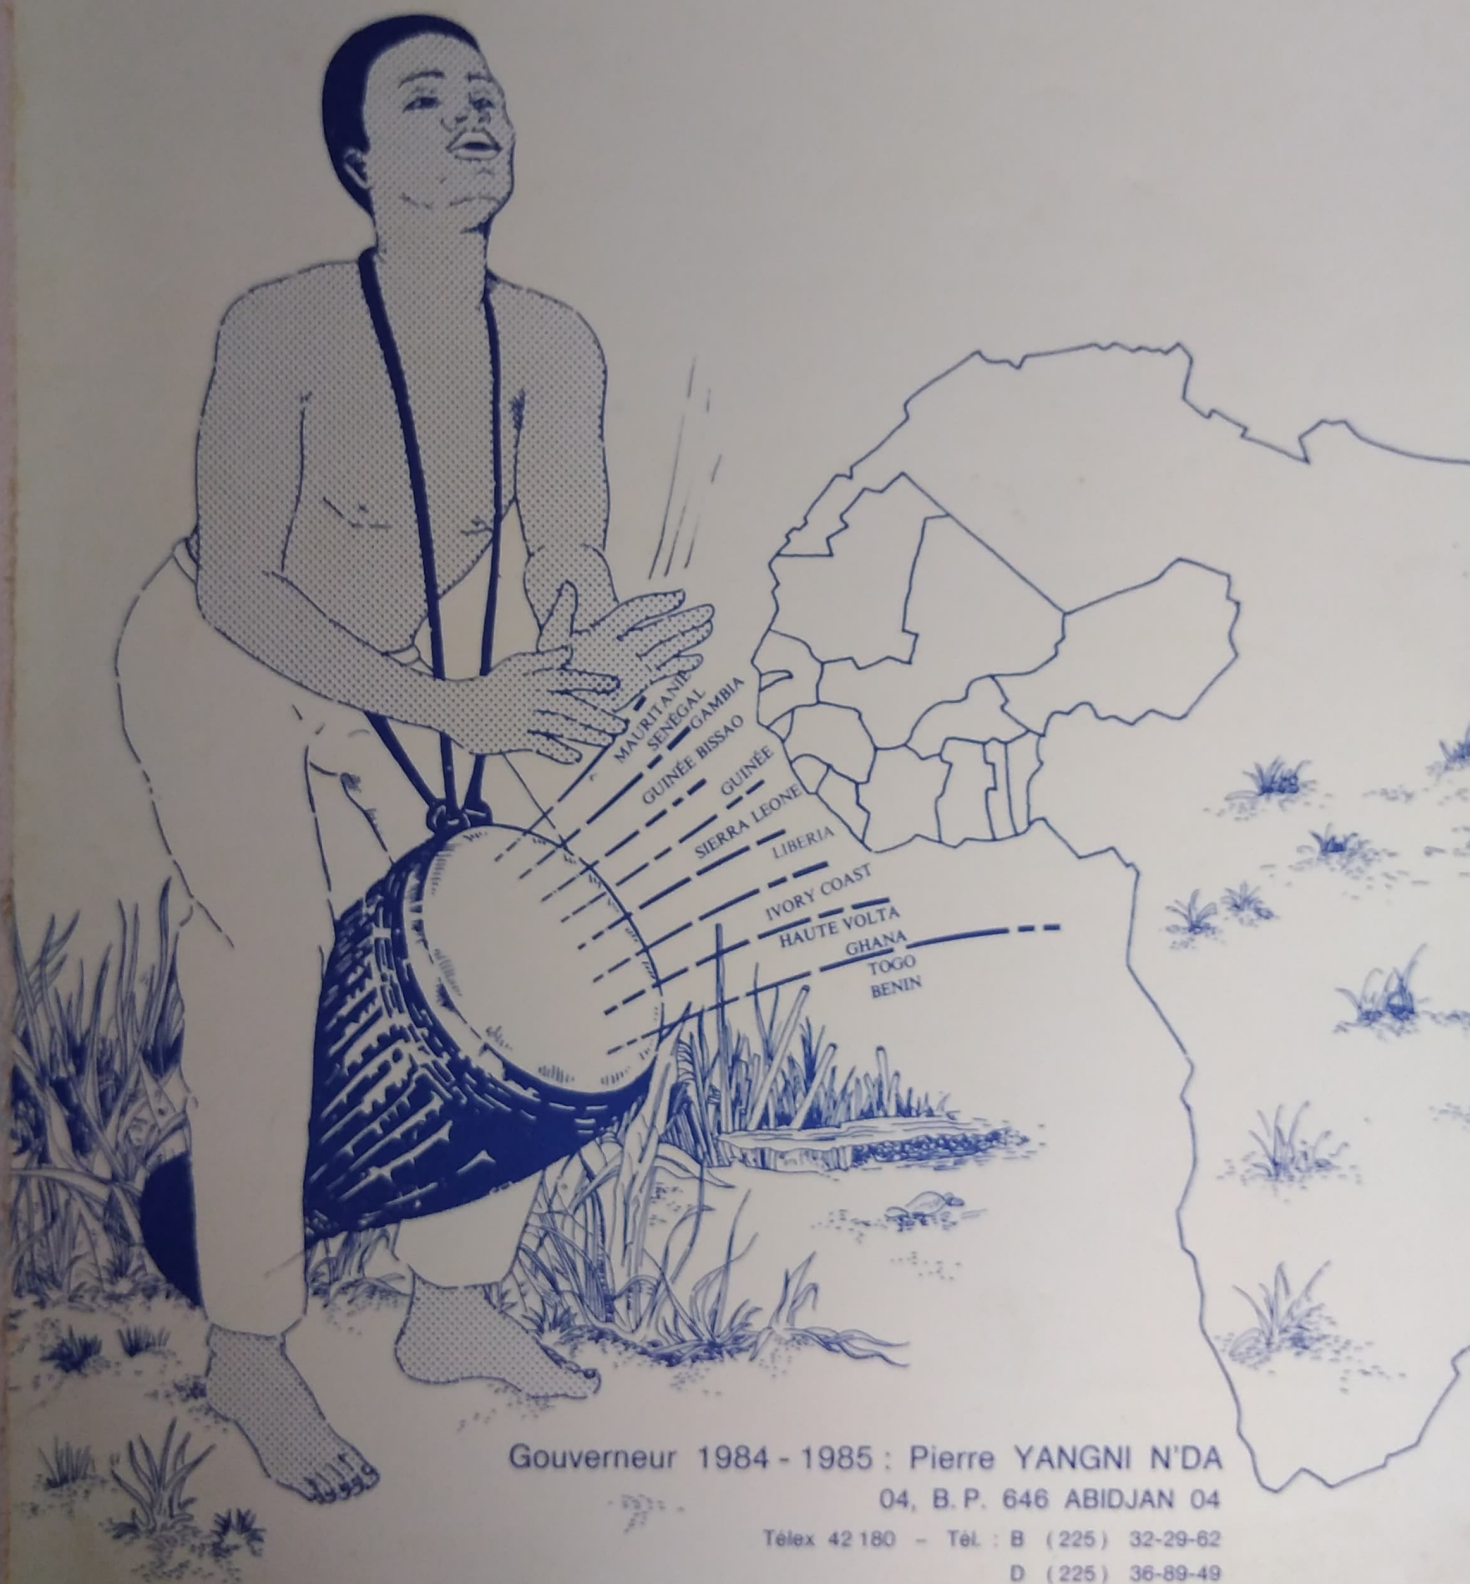 MAURITANIE
SENÉGAL
GAMBIA
GUINÉE BISSAO
GUINÉE
SIERRA LEONE
LIBERIA
IVORY COAST
HAUTE VOLTA
GHANA
TOGO
BENIN
Gouverneur 1984 - 1985 : Pierre YANGNI N'DA
04, B.P. 646 ABIDJAN 04
Télex 42 180 - Tél. : B (225) 32-29-62
D (225) 36-89-49